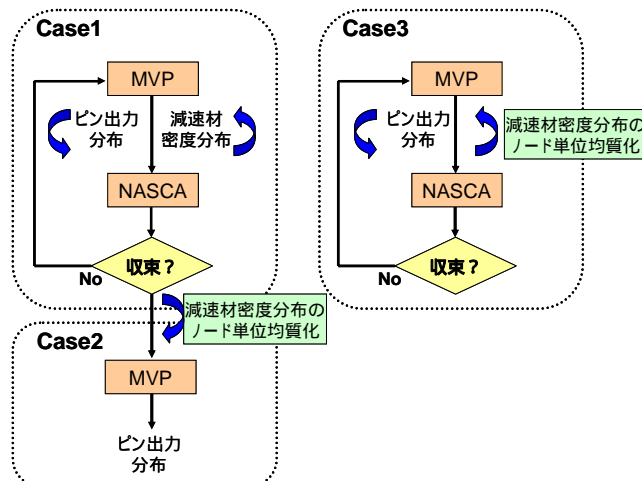 Case1
MVP
ピン出力
分布
減速材
密度分布
NASCA
収束？
No
減速材密度分布の
ノード単位均質化
Case2
MVP
ピン出力
分布
Case3
MVP
ピン出力
分布
減速材密度分布の
ノード単位均質化
NASCA
収束？
No